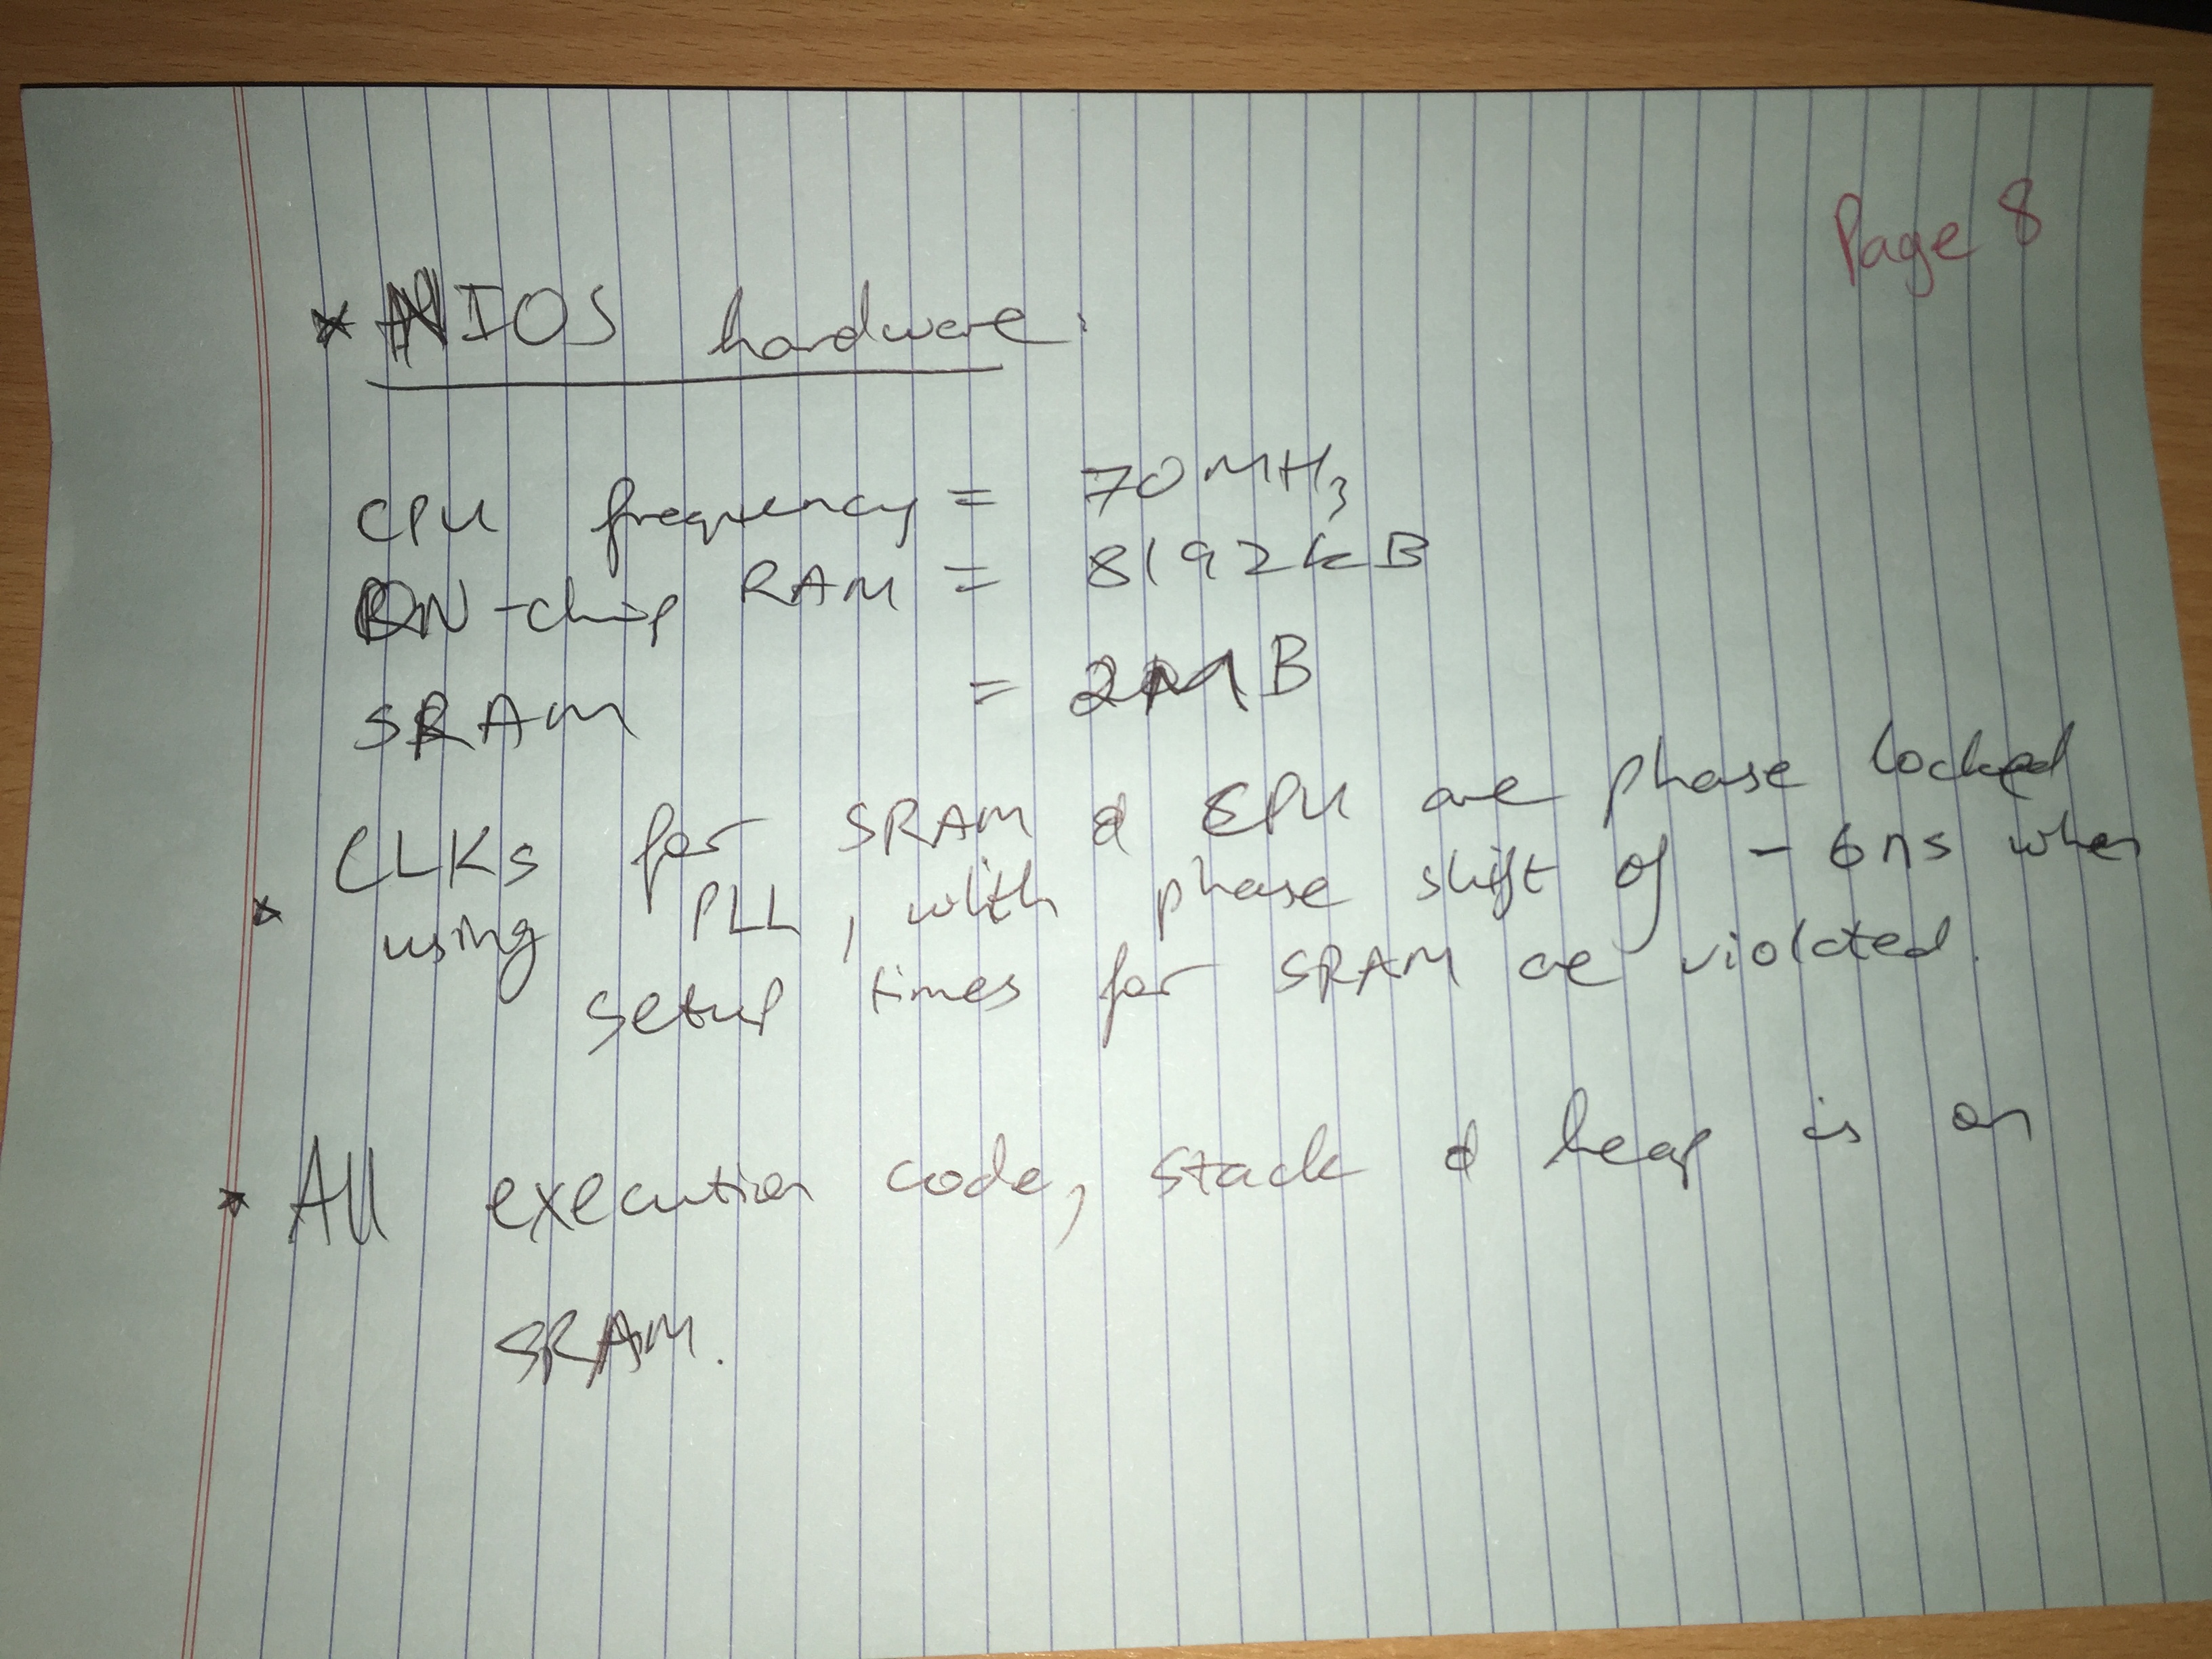 Page 8
* NIOS hardware:
CPU frequency = 70 MHz
ON-chip RAM = 8192kB
SRAM = 2MB
* CLKs for SRAM & CPU are phase locked
using PLL, with phase shift of -6ns when
setup times for SRAM are violated.
* All execution code, stack & heap is on
SRAM.